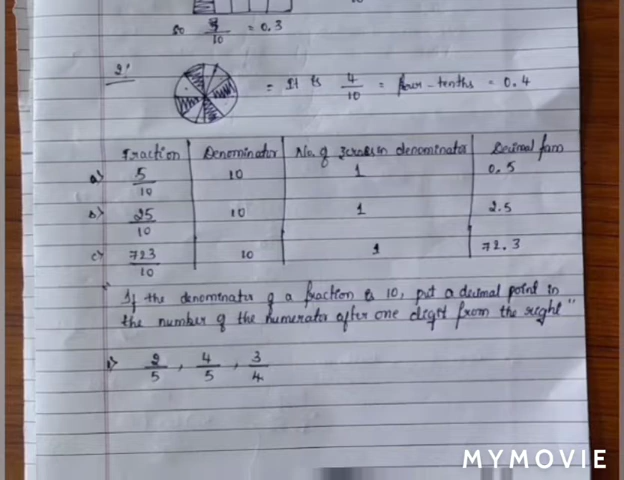 so 3/10 = 0.3
2. = It is 4/10 = four-tenths = 0.4
Fraction Denominator No. of zeroes in denominator Decimal form
a) 5/10 10 1 0.5
b) 25/10 10 1 2.5
c) 723/10 10 1 72.3
If the denominator of a fraction is 10, put a decimal point in
the number of the numerator after one digit from the right"
2/5 , 4/5 , 3/4
MYMOVIE